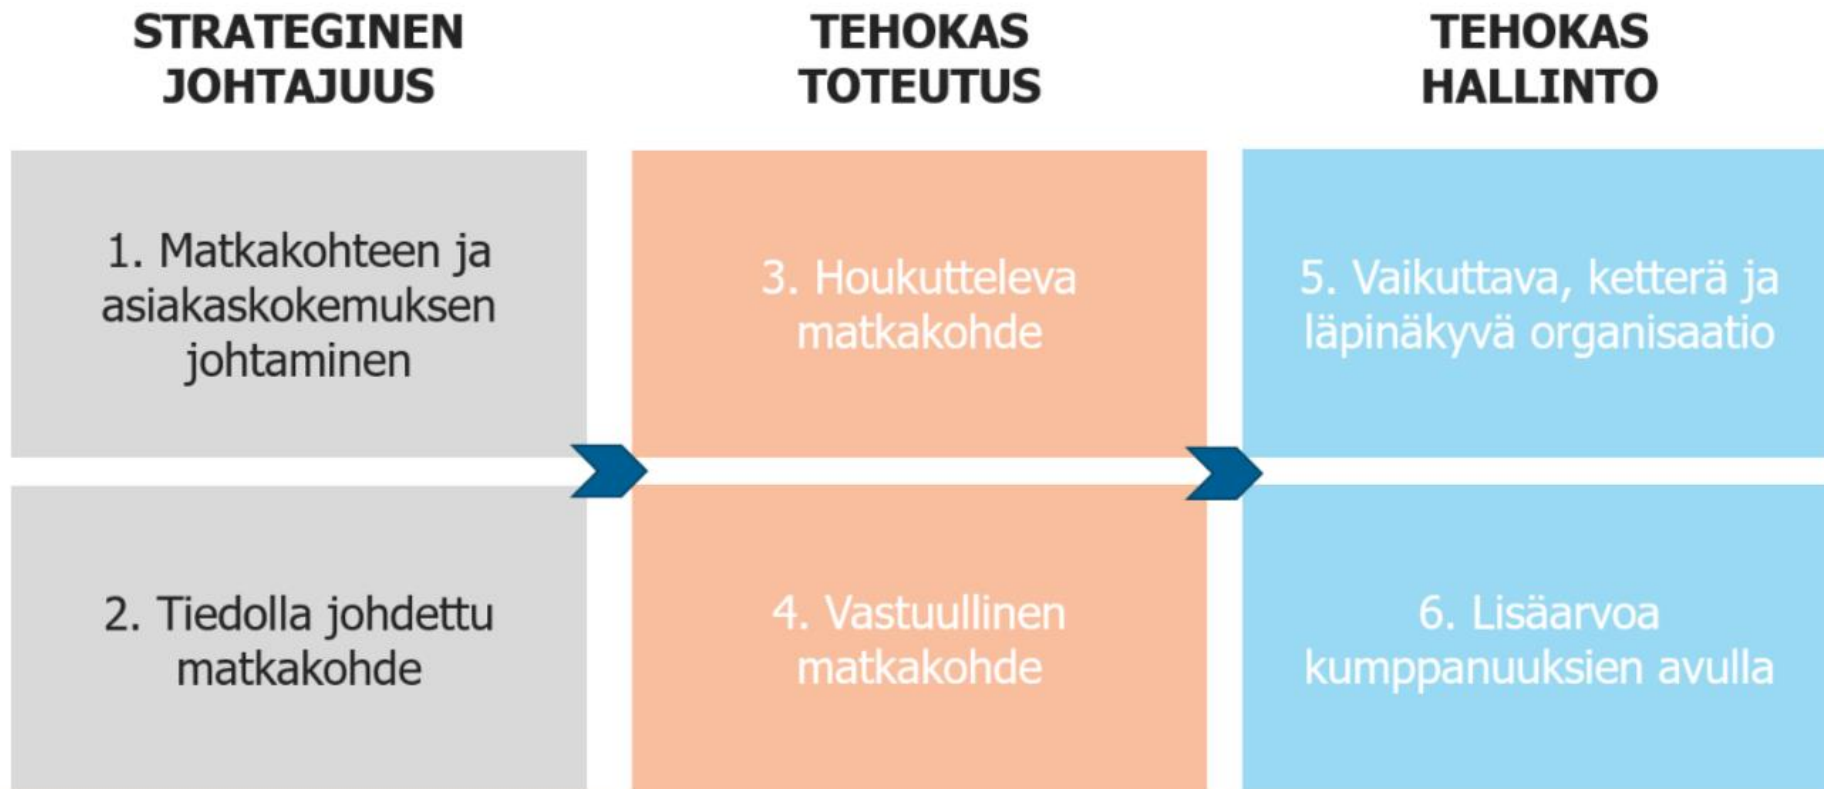 STRATEGINEN
JOHTAJUUS
TEHOKAS
TOTEUTUS
TEHOKAS
HALLINTO
1. Matkakohteen ja
asiakaskokemuksen
johtaminen
3. Houkutteleva
matkakohde
5. Vaikuttava, ketterä ja
läpinäkyvä organisaatio
2. Tiedolla johdettu
matkakohde
4. Vastuullinen
matkakohde
6. Lisäarvoa
kumppanuuksien avulla